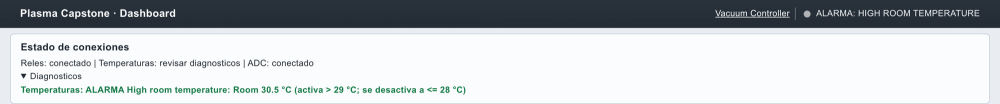 Plasma Capstone · Dashboard
Vacuum Controller
ALARMA: HIGH ROOM TEMPERATURE
Estado de conexiones
Reles: conectado | Temperaturas: revisar diagnosticos | ADC: conectado
▼ Diagnosticos
Temperaturas: ALARMA High room temperature: Room 30.5 °C (activa > 29 °C; se desactiva a <= 28 °C)